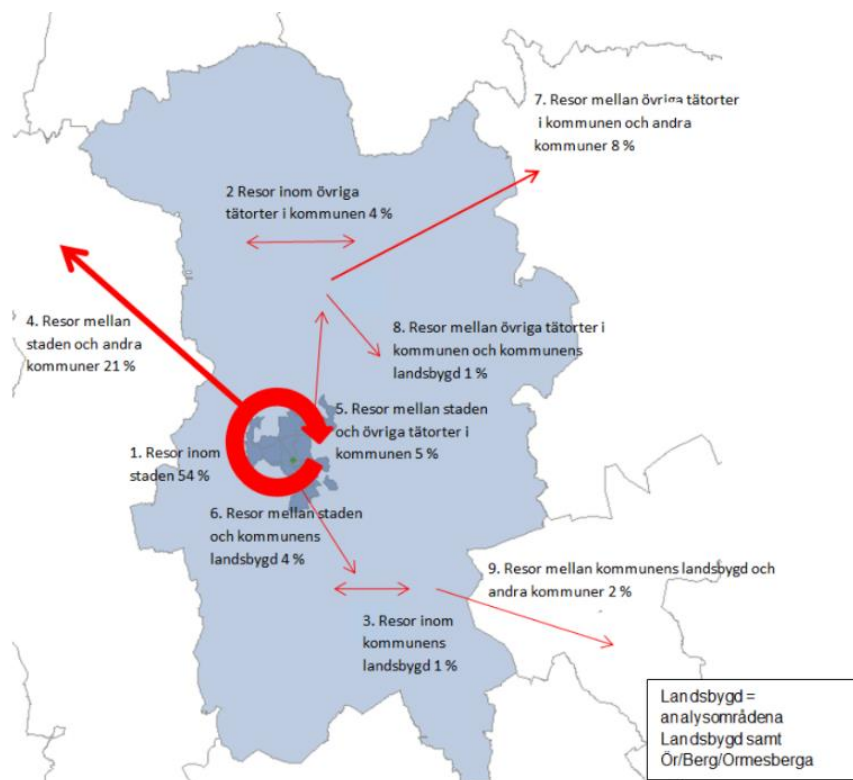 7. Resor mellan övriga tätorter
i kommunen och andra
kommuner 8 %
2 Resor inom övriga
tätorter i kommunen 4 %
4. Resor mellan
staden och andra
kommuner 21 %
8. Resor mellan övriga tätorter i
kommunen och kommunens
landsbygd 1 %
5. Resor mellan staden
och övriga tätorter i
kommunen 5 %
1. Resor inom
staden 54 %
6. Resor mellan staden
och kommunens
landsbygd 4 %
9. Resor mellan kommunens landsbygd och
andra kommuner 2 %
3. Resor inom
kommunens
landsbygd 1 %
Landsbygd =
analysområdena
Landsbygd samt
Ör/Berg/Ormesberga